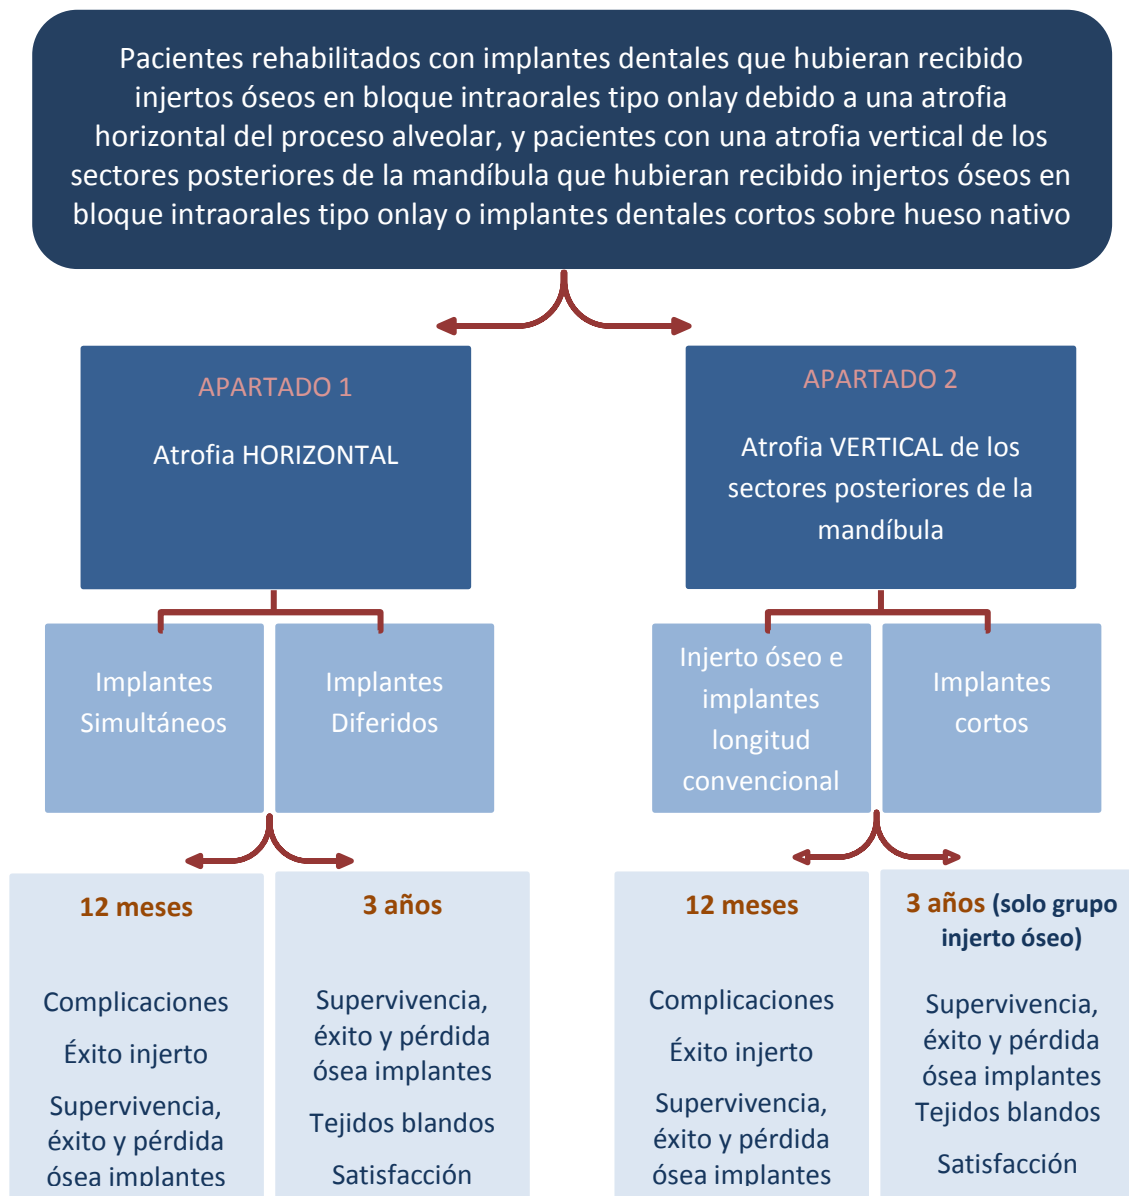 Pacientes rehabilitados con implantes dentales que hubieran recibido
injertos óseos en bloque intraorales tipo onlay debido a una atrofia
horizontal del proceso alveolar, y pacientes con una atrofia vertical de los
sectores posteriores de la mandíbula que hubieran recibido injertos óseos en
bloque intraorales tipo onlay o implantes dentales cortos sobre hueso nativo
APARTADO 1
Atrofia HORIZONTAL
APARTADO 2
Atrofia VERTICAL de los
sectores posteriores de la
mandíbula
Implantes
Simultáneos
Implantes
Diferidos
Injerto óseo e
implantes
longitud
convencional
Implantes
cortos
12 meses
Complicaciones
Éxito injerto
Supervivencia,
éxito y pérdida
ósea implantes
3 años
Supervivencia,
éxito y pérdida
ósea implantes
Tejidos blandos
Satisfacción
12 meses
Complicaciones
Éxito injerto
Supervivencia,
éxito y pérdida
ósea implantes
3 años (solo grupo
injerto óseo)
Supervivencia,
éxito y pérdida
ósea implantes
Tejidos blandos
Satisfacción